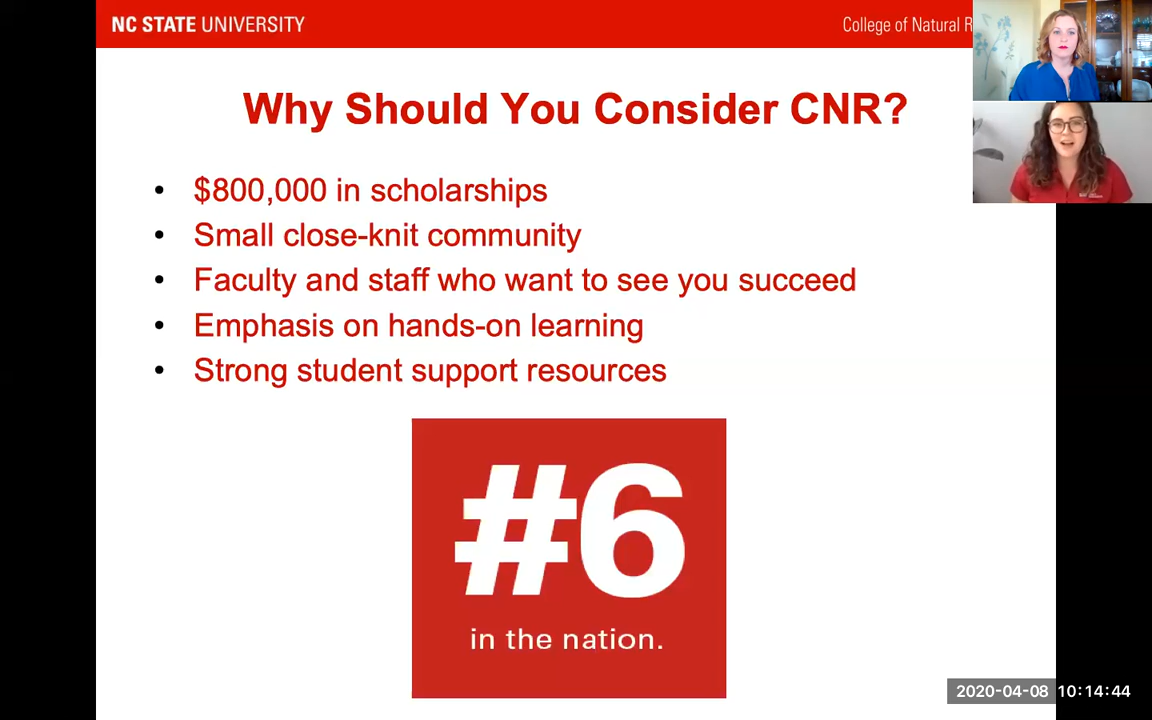 NC STATE UNIVERSITY
College of Natural R
Why Should You Consider CNR?
• $800,000 in scholarships
• Small close-knit community
• Faculty and staff who want to see you succeed
• Emphasis on hands-on learning
• Strong student support resources
#6
in the nation.
2020-04-08 10:14:44